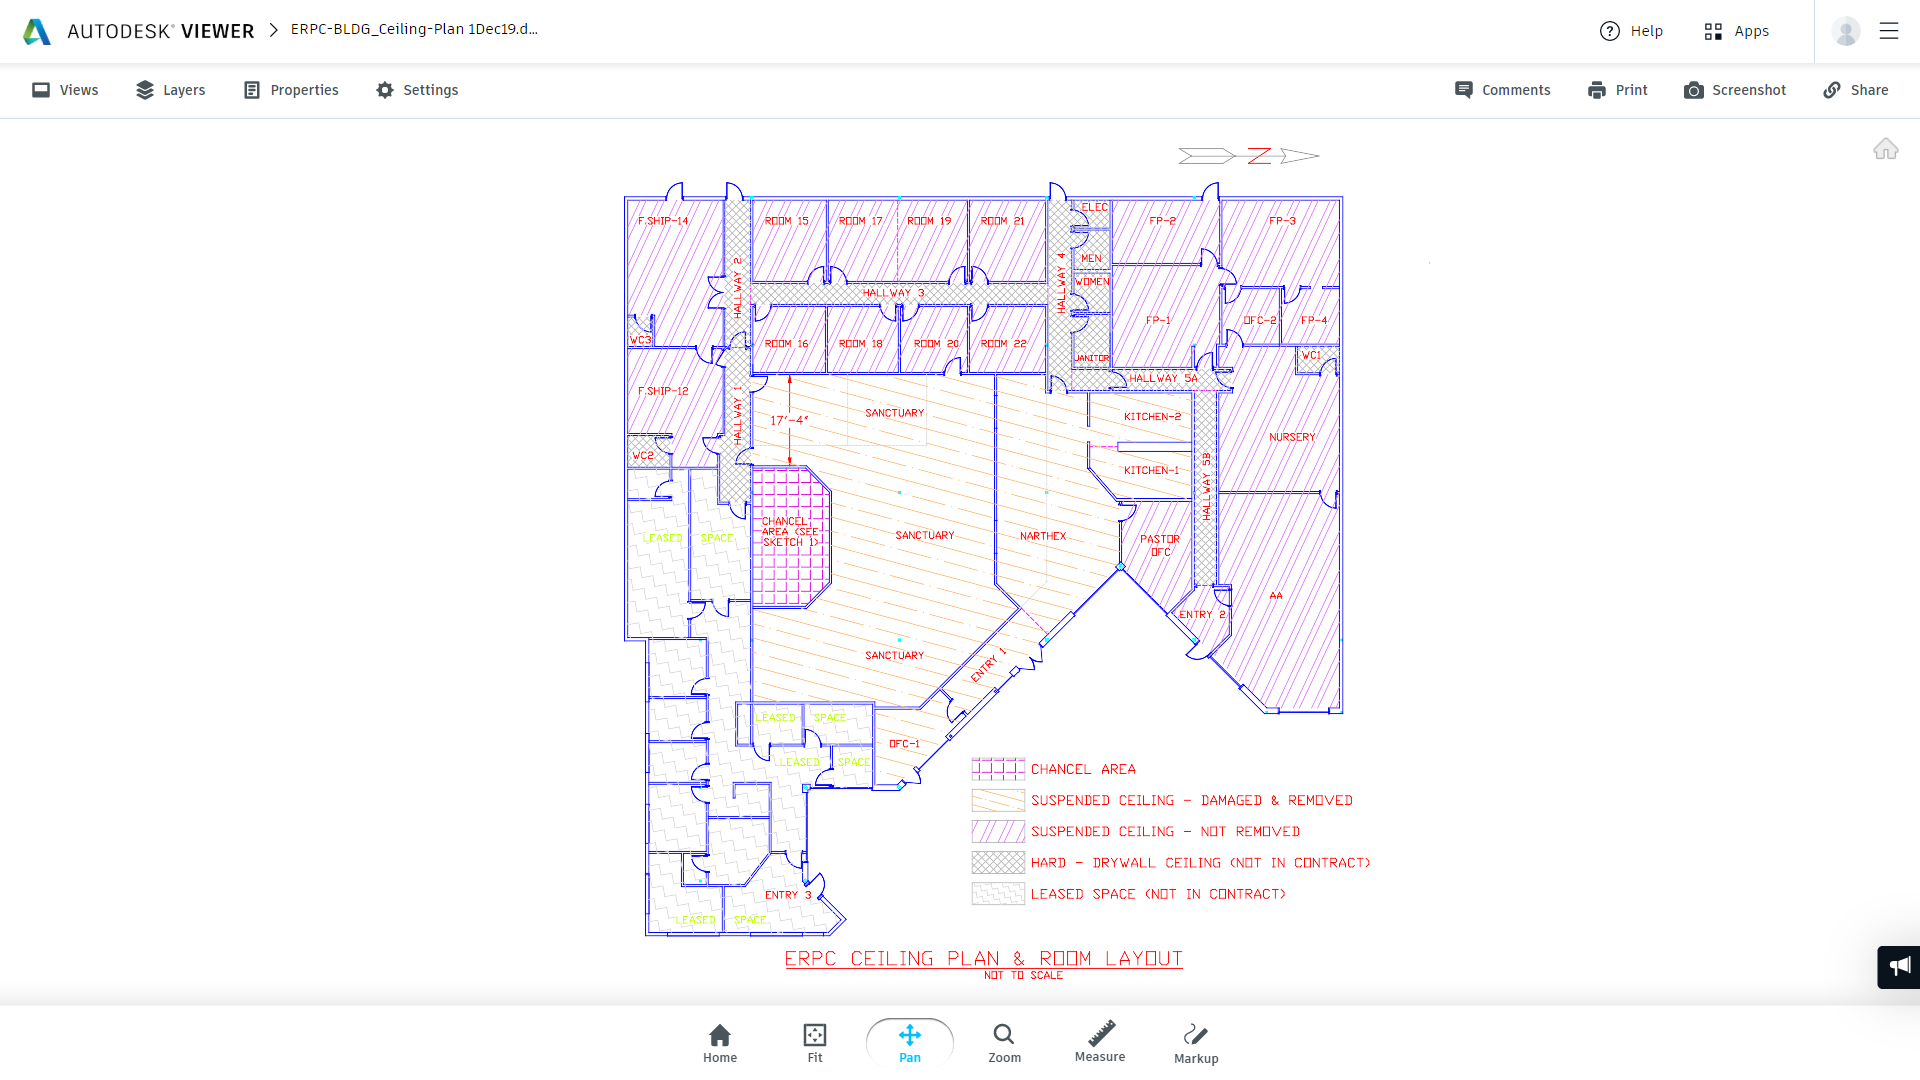 AUTODESK® VIEWER
ERPC-BLDG_Ceiling-Plan 1Dec19.d...
Help
Apps
Views
Layers
Properties
Settings
Comments
Print
Screenshot
Share
Z
F.SHIP-14
ROOM 15
ROOM 17
ROOM 19
ROOM 21
ELEC
FP-2
FP-3
HALLWAY 2
HALLWAY 4
MEN
WOMEN
HALLWAY 3
FP-1
OFC-2
FP-4
WC3
ROOM 16
ROOM 18
ROOM 20
ROOM 22
JANITOR
WC1
HALLWAY 5A
F.SHIP-12
HALLWAY 1
17'-4"
SANCTUARY
KITCHEN-2
NURSERY
WC2
KITCHEN-1
HALLWAY 5B
LEASED SPACE
CHANCEL
AREA (SEE
SKETCH 1)
SANCTUARY
NARTHEX
PASTOR
OFC
AA
ENTRY 2
SANCTUARY
ENTRY 1
LEASED SPACE
OFC-1
LEASED SPACE
CHANCEL AREA
SUSPENDED CEILING - DAMAGED & REMOVED
SUSPENDED CEILING - NOT REMOVED
HARD - DRYWALL CEILING (NOT IN CONTRACT)
LEASED SPACE (NOT IN CONTRACT)
ENTRY 3
LEASED SPACE
ERPC CEILING PLAN & ROOM LAYOUT
NOT TO SCALE
Home
Fit
Pan
Zoom
Measure
Markup